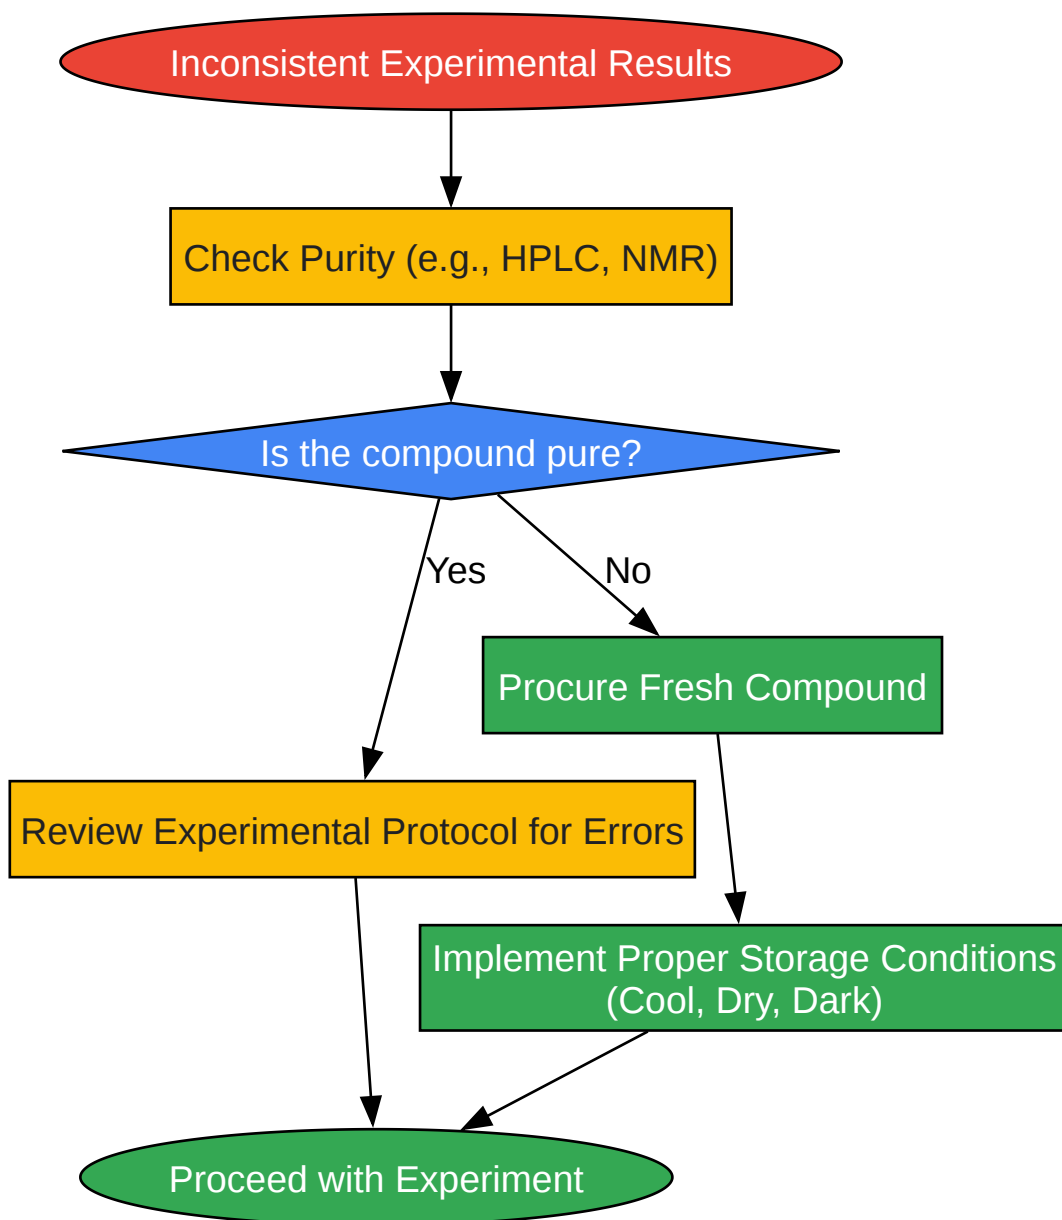 Inconsistent Experimental Results
Check Purity (e.g., HPLC, NMR)
Is the compound pure?
Yes
No
Procure Fresh Compound
Review Experimental Protocol for Errors
Implement Proper Storage Conditions
(Cool, Dry, Dark)
Proceed with Experiment